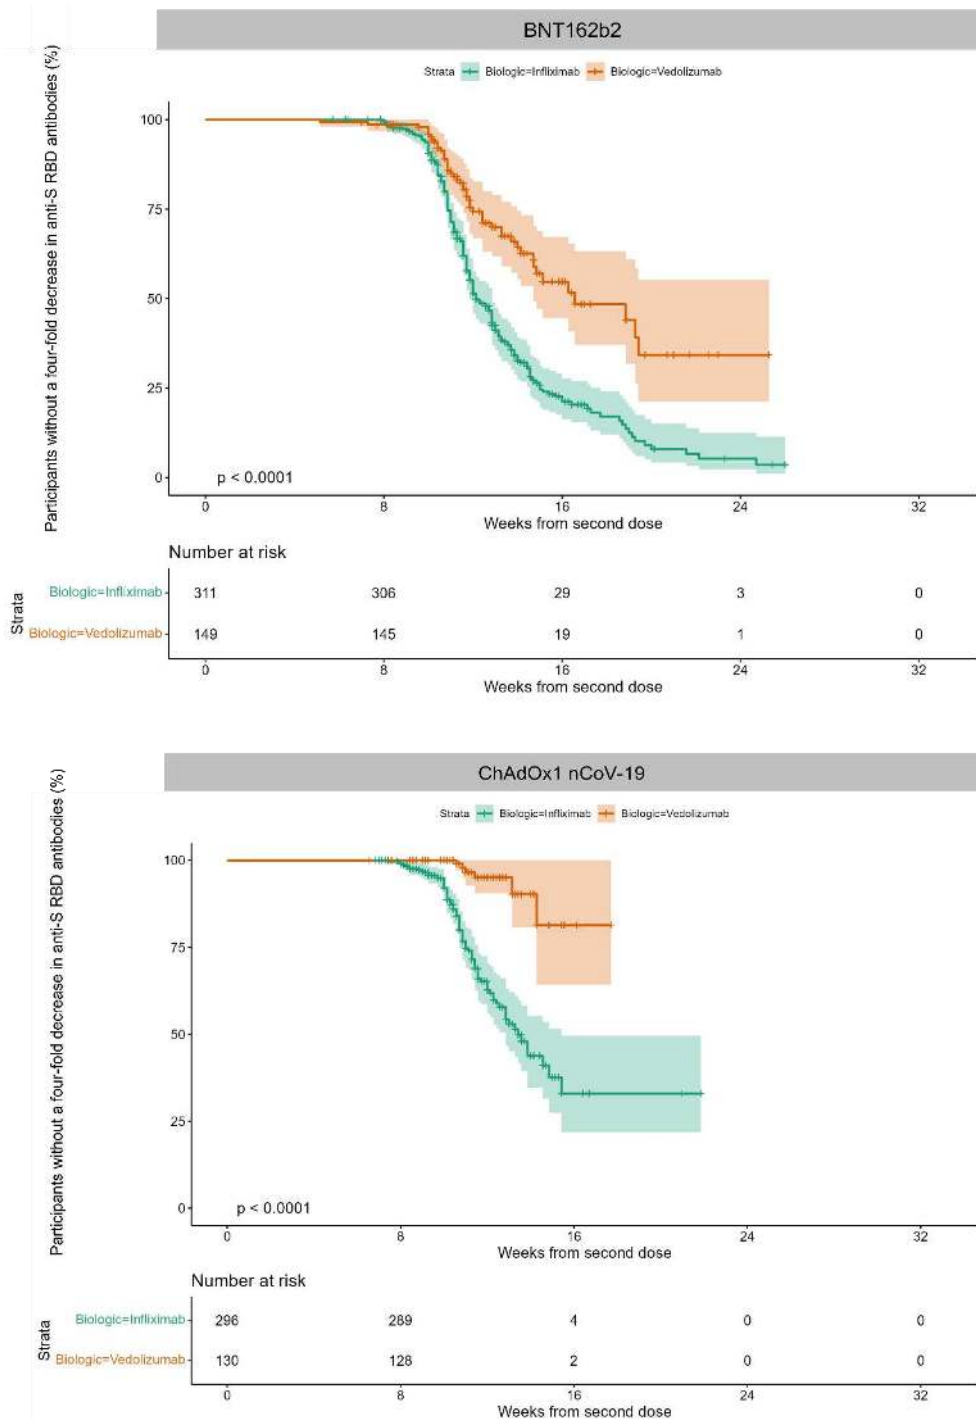 BNT162b2
Strata Biologic=Infliximab Biologic=Vedolizumab
Participants without a four-fold decrease in anti-S RBD antibodies (%)
100
75
50
25
0
p < 0.0001
0 8 16 24 32
Weeks from second dose
Number at risk
Strata
Biologic=Infliximab 311 306 29 3 0
Biologic=Vedolizumab 149 145 19 1 0
0 8 16 24 32
Weeks from second dose
ChAdOx1 nCoV-19
Strata Biologic=Infliximab Biologic=Vedolizumab
Participants without a four-fold decrease in anti-S RBD antibodies (%)
100
75
50
25
0
p < 0.0001
0 8 16 24 32
Weeks from second dose
Number at risk
Strata
Biologic=Infliximab 296 289 4 0 0
Biologic=Vedolizumab 130 128 2 0 0
0 8 16 24 32
Weeks from second dose